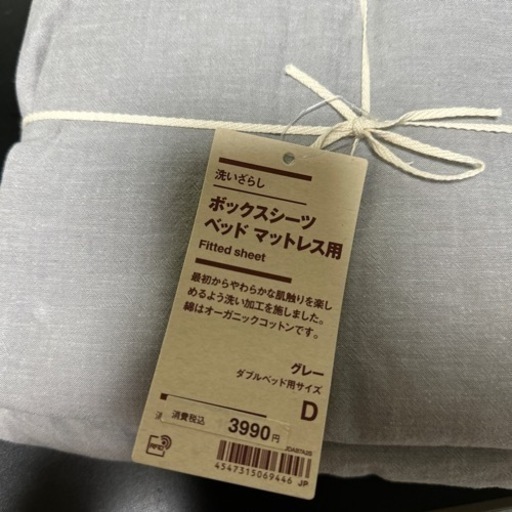 洗いざらし
ボックスシーツ
ベッド マットレス用
Fitted sheet
最初からやわらかな肌触りを楽し
めるよう洗い加工を施しました。
綿はオーガニックコットンです。
グレー
ダブルベッド用サイズ
D
消費税込 3990円
RFID
4547315069446 JP